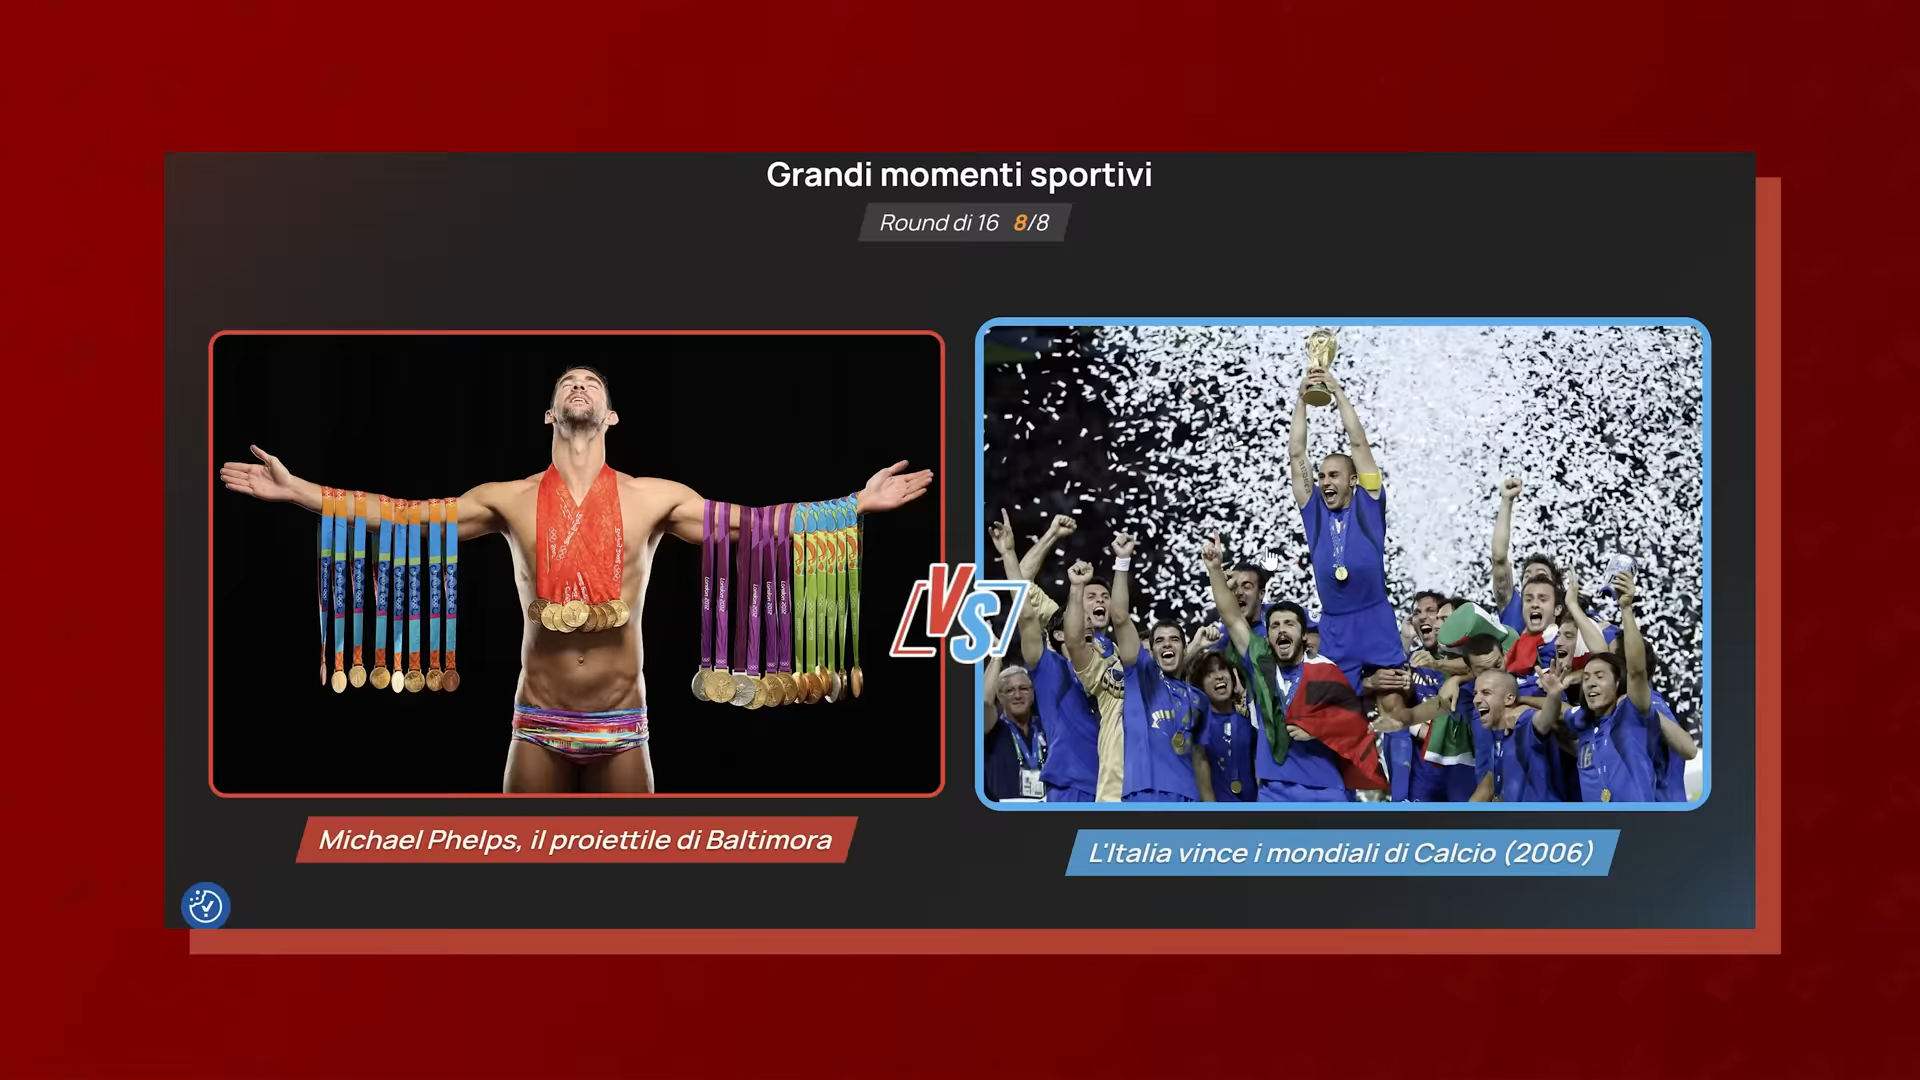 Grandi momenti sportivi
Round di 16 8/8
VS
Michael Phelps, il proiettile di Baltimora
L'Italia vince i mondiali di Calcio (2006)